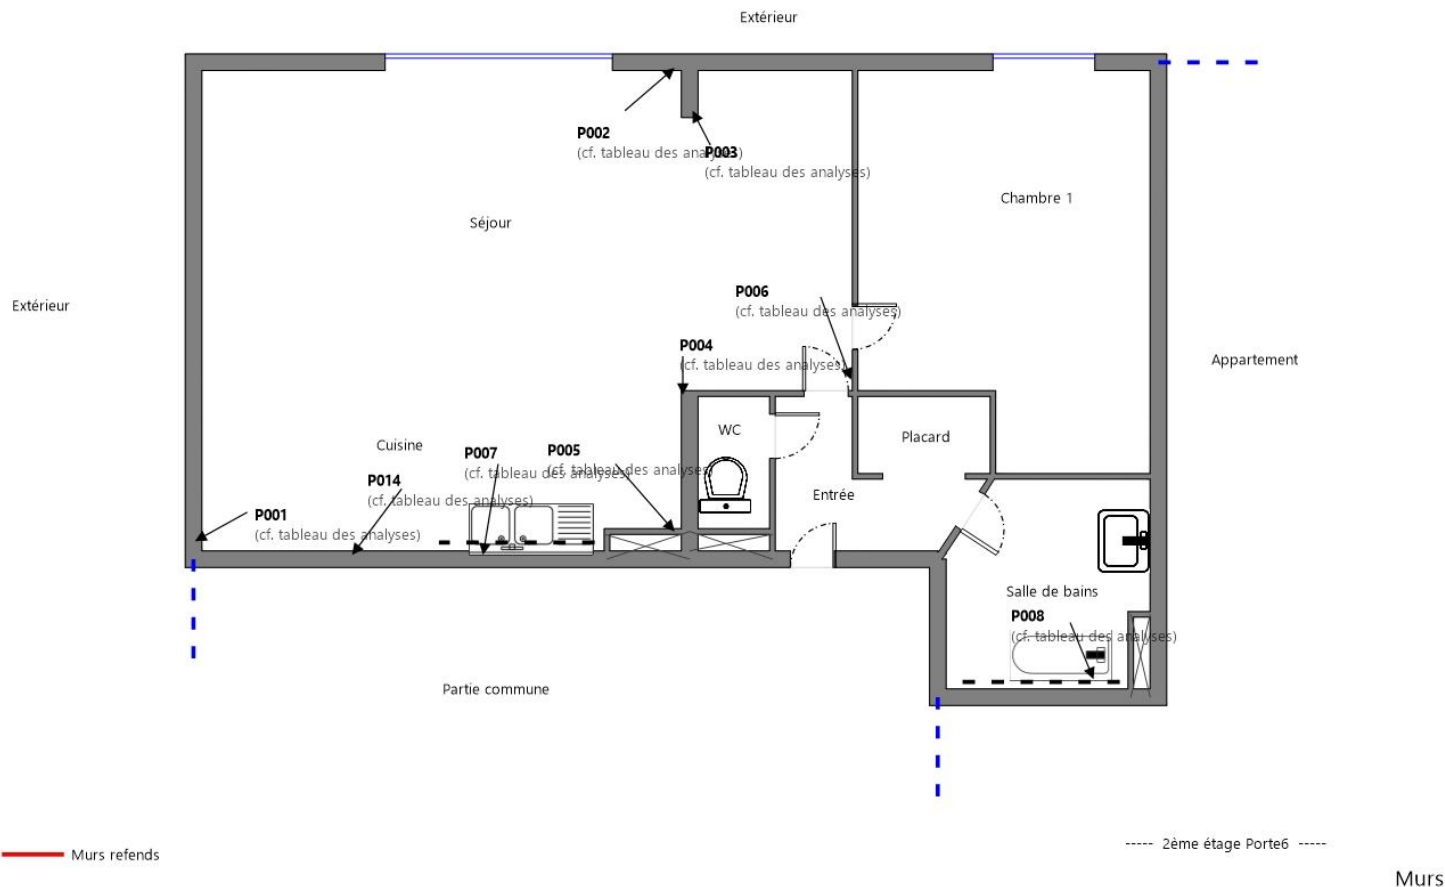 Extérieur
P002
(cf. tableau des analyses)
P003
(cf. tableau des analyses)
Chambre 1
Séjour
Extérieur
P006
(cf. tableau des analyses)
P004
(cf. tableau des analyses)
Appartement
WC
Placard
Cuisine
P007
(cf. tableau des analyses)
P005
(cf. tableau des analyses)
P014
(cf. tableau des analyses)
Entrée
P001
(cf. tableau des analyses)
Salle de bains
P008
(cf. tableau des analyses)
Partie commune
----- 2ème étage Porte6 -----
Murs refends
Murs